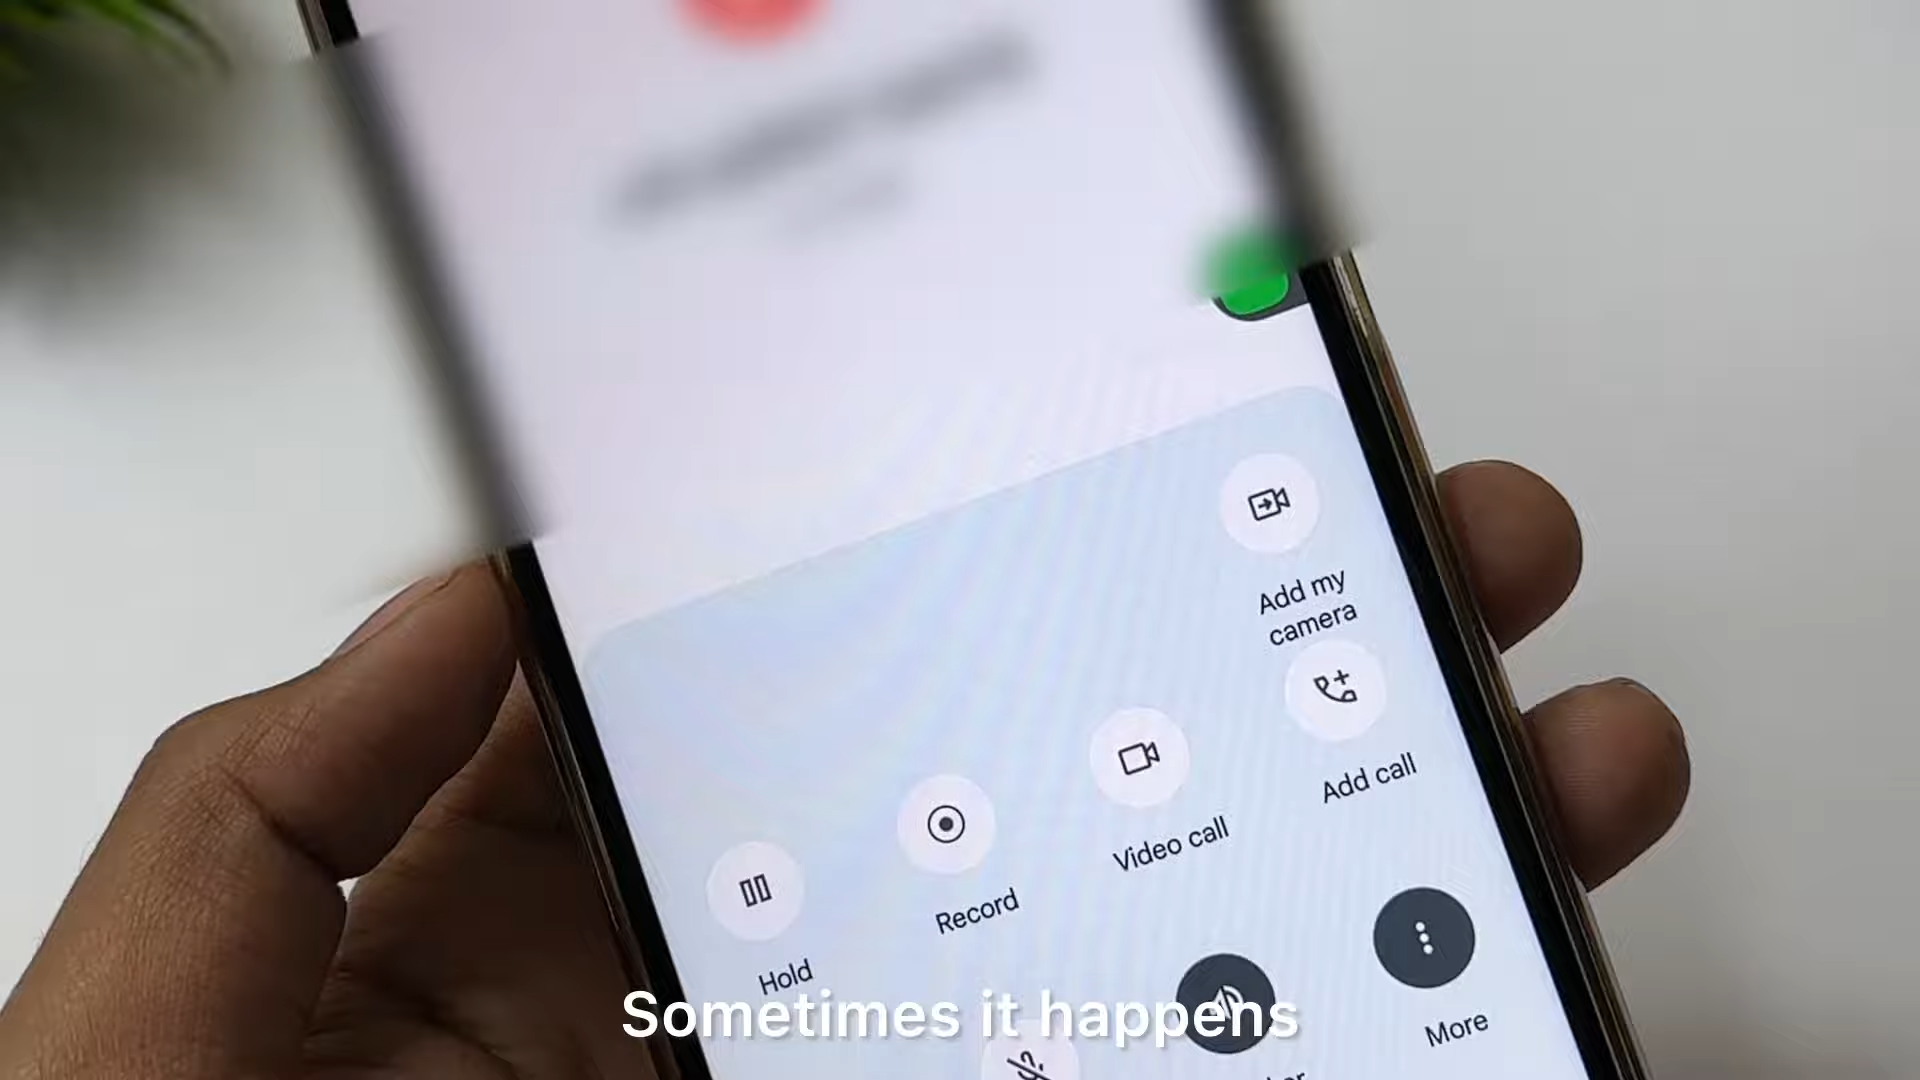 Add my
camera
Add call
Video call
Record
Hold
More
Sometimes it happens